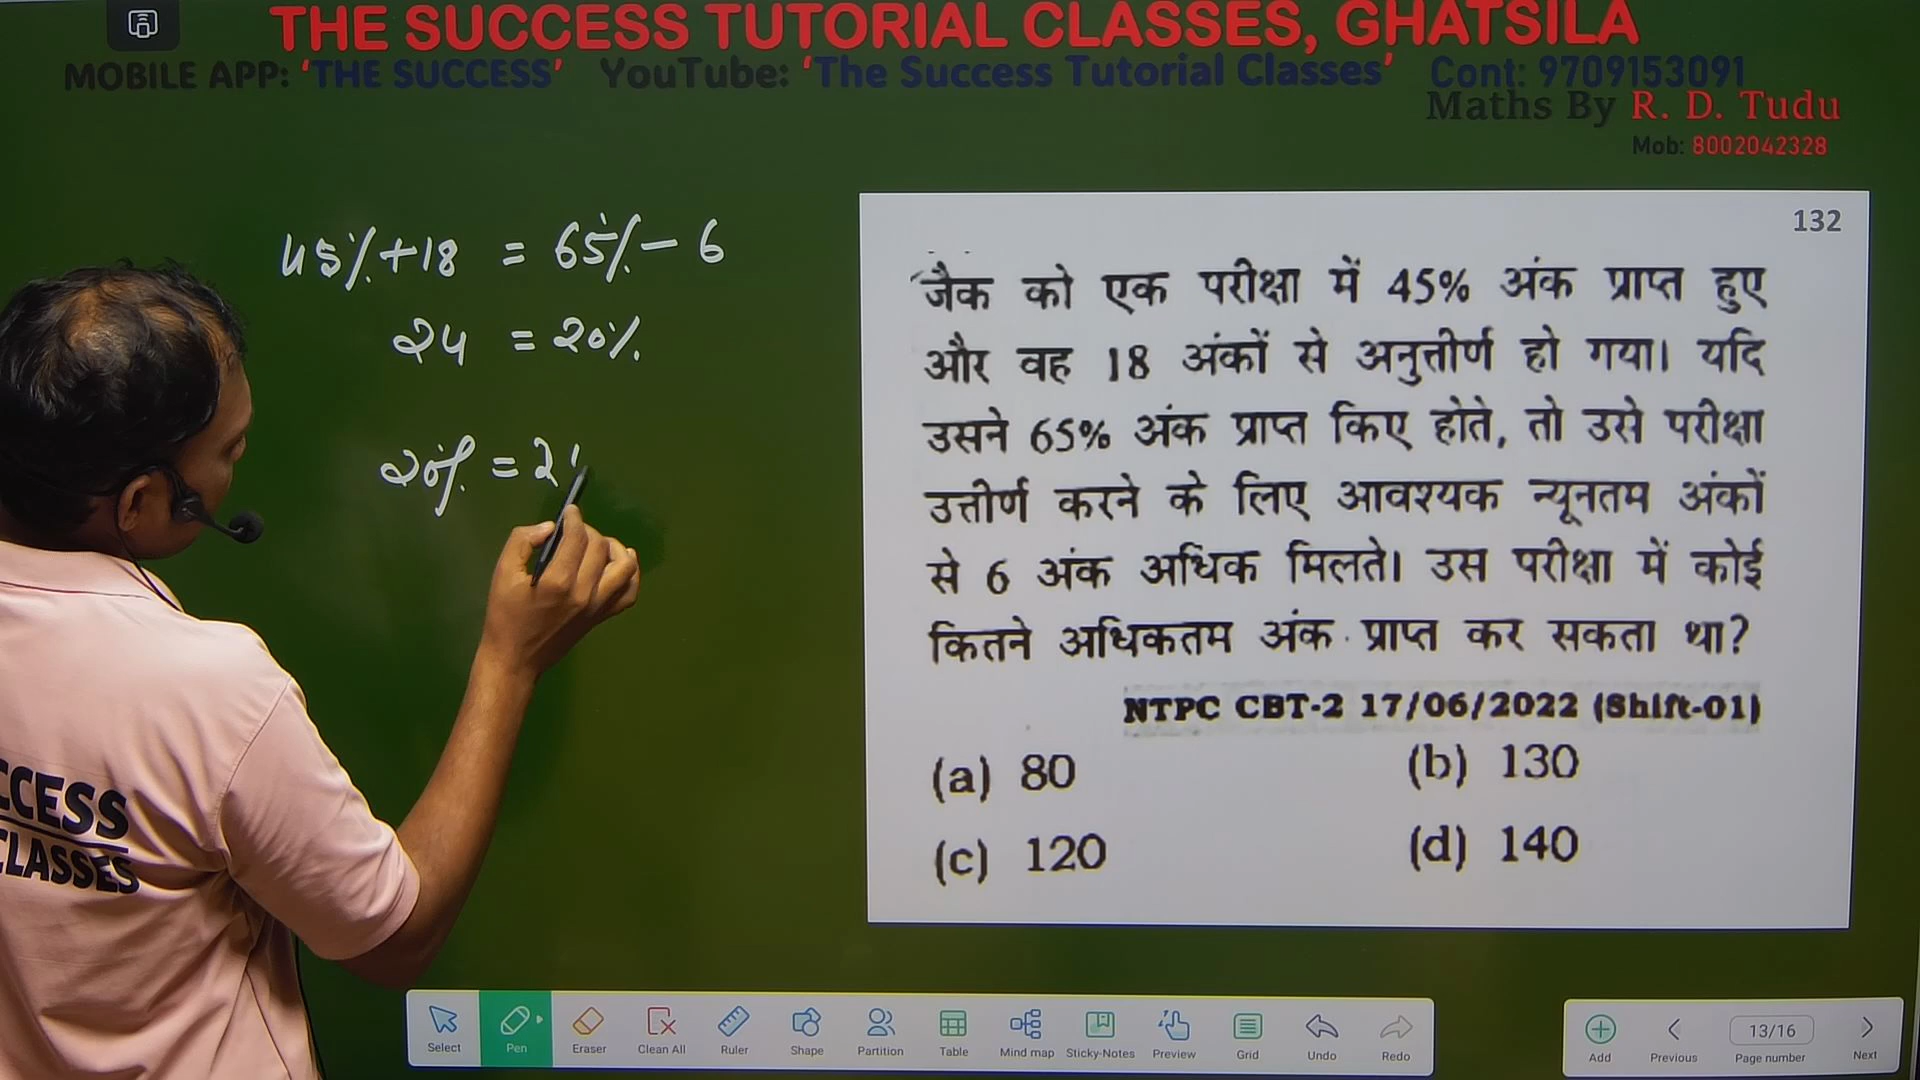 THE SUCCESS TUTORIAL CLASSES, GHATSILA
MOBILE APP: 'THE SUCCESS' YouTube: 'The Success Tutorial Classes' Cont: 9709153091
Maths By R. D. Tudu
Mob: 8002042328
45% + 18 = 65% - 6
24 = 20%
20% = 2
132
जैक को एक परीक्षा में 45% अंक प्राप्त हुए
और वह 18 अंकों से अनुत्तीर्ण हो गया। यदि
उसने 65% अंक प्राप्त किए होते, तो उसे परीक्षा
उत्तीर्ण करने के लिए आवश्यक न्यूनतम अंकों
से 6 अंक अधिक मिलते। उस परीक्षा में कोई
कितने अधिकतम अंक प्राप्त कर सकता था?
NTPC CBT-2 17/06/2022 (Shift-01)
(a) 80 (b) 130
(c) 120 (d) 140
CCESS
CLASSES
Select Pen Eraser Clean All Ruler Shape Partition Table Mind map Sticky-Notes Preview Grid Undo Redo
Add Previous 13/16 Page number Next